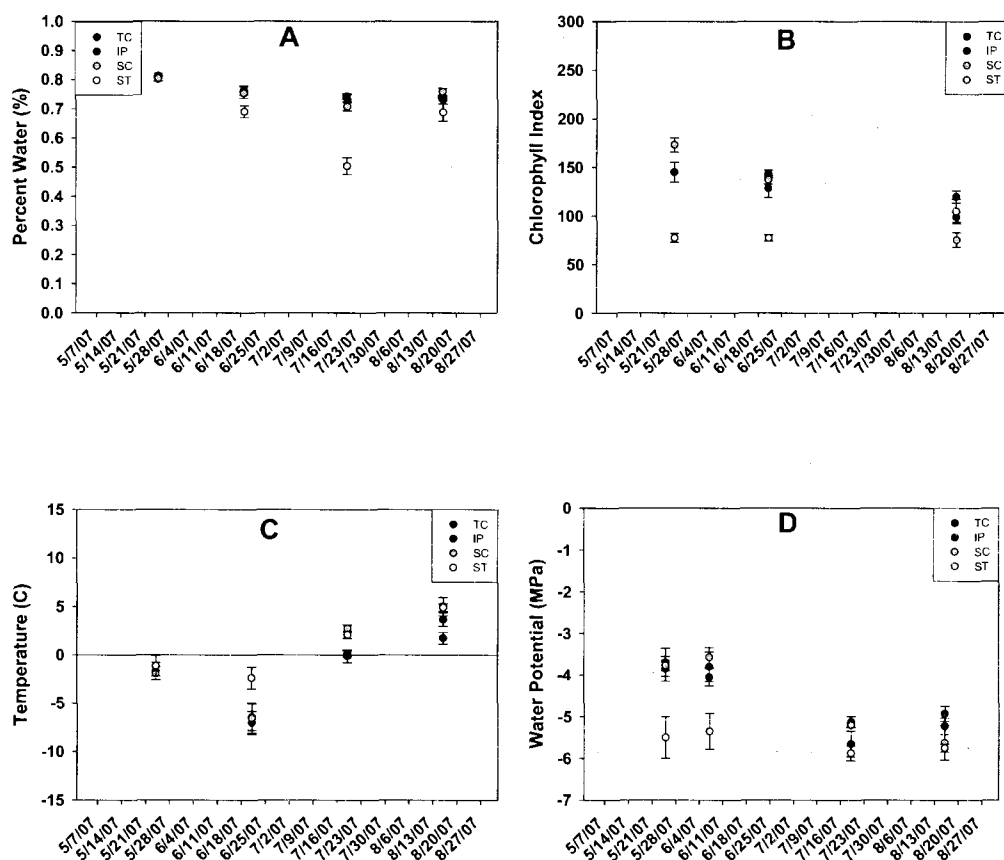 A
Percent Water (%)
1.0
0.9
0.8
0.7
0.6
0.5
0.4
0.3
0.2
0.1
0.0
TC
IP
SC
ST
5/7/07 5/14/07 5/21/07 5/28/07 6/4/07 6/11/07 6/18/07 6/25/07 7/2/07 7/9/07 7/16/07 7/23/07 7/30/07 8/6/07 8/13/07 8/20/07 8/27/07
B
Chlorophyll Index
300
250
200
150
100
50
0
TC
IP
SC
ST
5/7/07 5/14/07 5/21/07 5/28/07 6/4/07 6/11/07 6/18/07 6/25/07 7/2/07 7/9/07 7/16/07 7/23/07 7/30/07 8/6/07 8/13/07 8/20/07 8/27/07
C
Temperature (C)
15
10
5
0
-5
-10
-15
TC
IP
SC
ST
5/7/07 5/14/07 5/21/07 5/28/07 6/4/07 6/11/07 6/18/07 6/25/07 7/2/07 7/9/07 7/16/07 7/23/07 7/30/07 8/6/07 8/13/07 8/20/07 8/27/07
D
Water Potential (MPa)
-0
-1
-2
-3
-4
-5
-6
-7
TC
IP
SC
ST
5/7/07 5/14/07 5/21/07 5/28/07 6/4/07 6/11/07 6/18/07 6/25/07 7/2/07 7/9/07 7/16/07 7/23/07 7/30/07 8/6/07 8/13/07 8/20/07 8/27/07